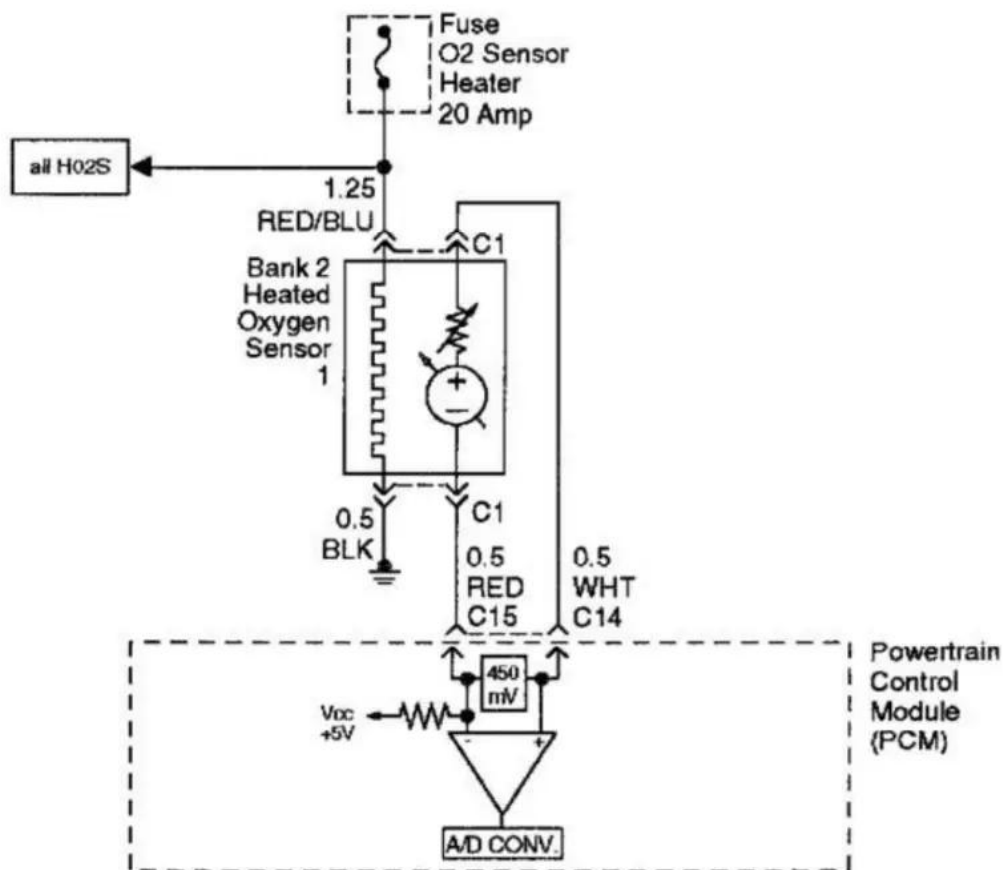 Fuse
O2 Sensor
Heater
20 Amp
all H02S
1.25
RED/BLU
C1
Bank 2
Heated
Oxygen
Sensor
1
+
−
0.5
BLK
C1
0.5
RED
C15
0.5
WHT
C14
Powertrain
Control
Module
(PCM)
450
mV
Vcc
+5V
- +
A/D CONV.